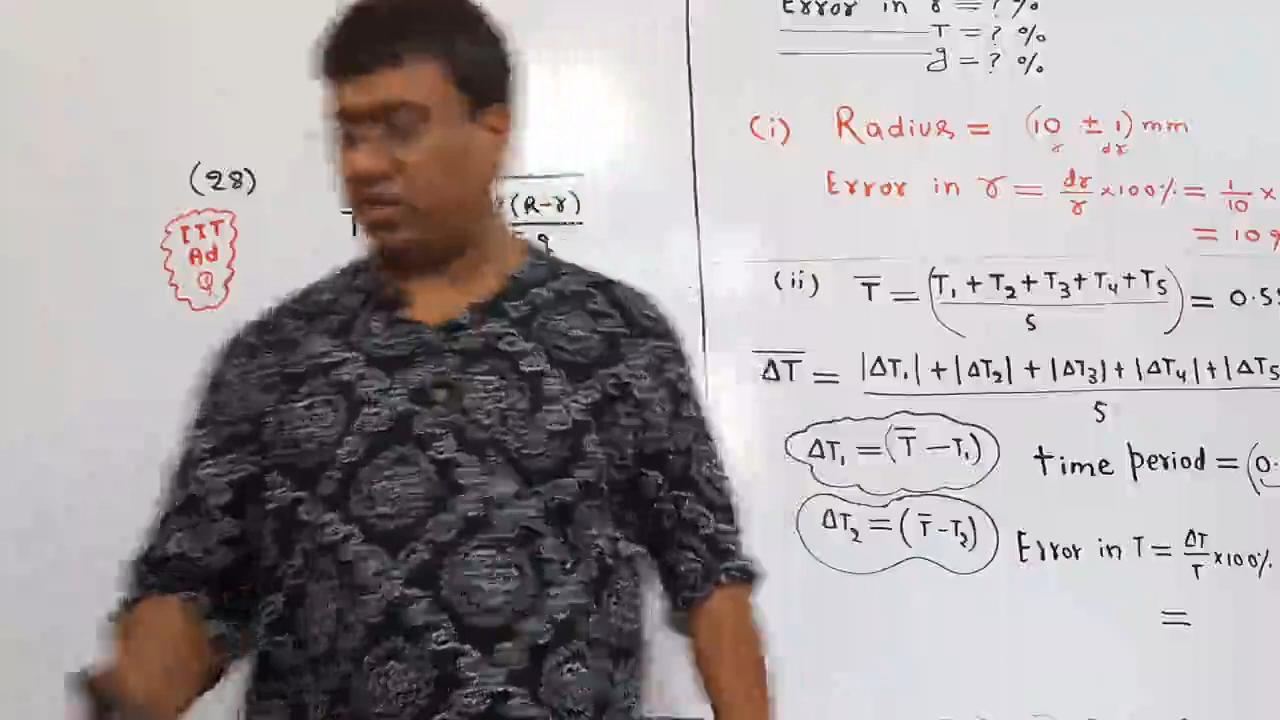 (28)
IIT
Ad
Q
(R-r)
Error in r = ? %
T = ? %
g = ? %
(i) Radius = (10 ± 1) mm
r dr
Error in r = dr/r ×100% = 1/10 ×
= 10%
(ii) T̅ = (T₁ + T₂ + T₃ + T₄ + T₅ / 5) = 0.5
Δ̅T̅ = |ΔT₁| + |ΔT₂| + |ΔT₃| + |ΔT₄| + |ΔT₅ / 5
ΔT₁ = (T̅ - T₁)
time period = (0.
ΔT₂ = (T̅ - T₂)
Error in T = ΔT/T ×100%
=